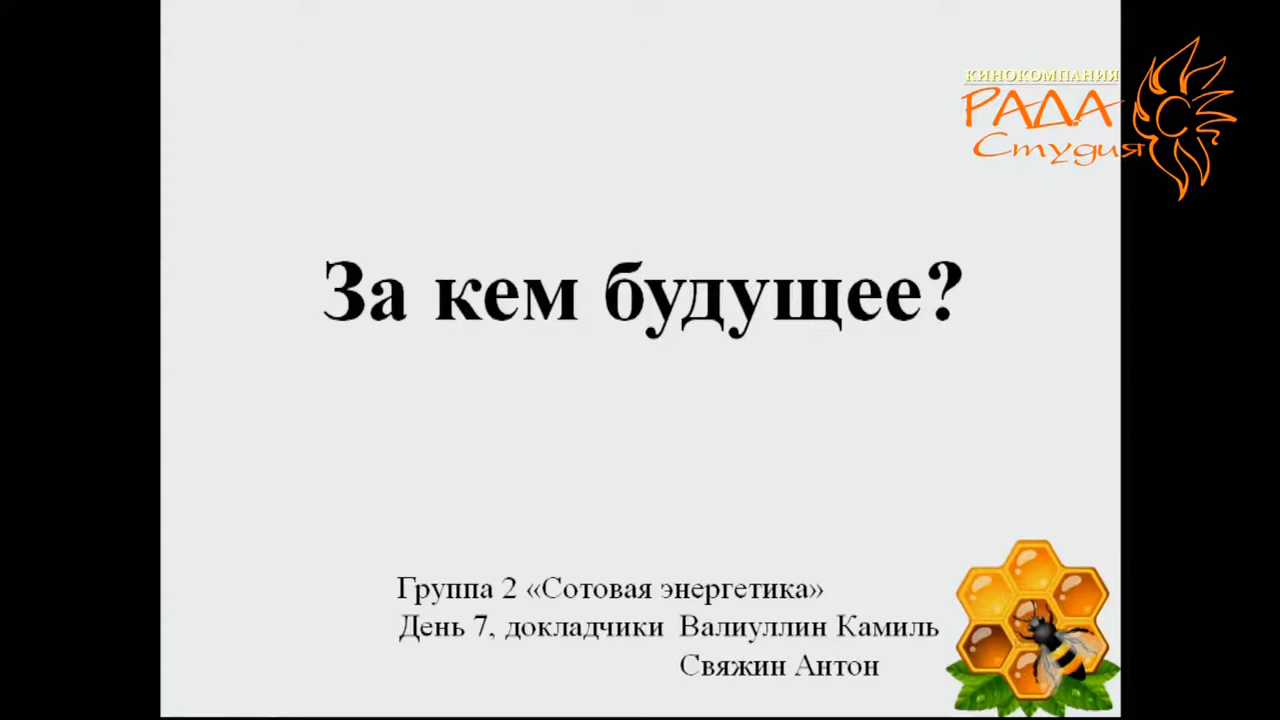 КИНОКОМПАНИЯ
РАДА
Студия
За кем будущее?
Группа 2 «Сотовая энергетика»
День 7, докладчики Валиуллин Камиль
Свяжин Антон